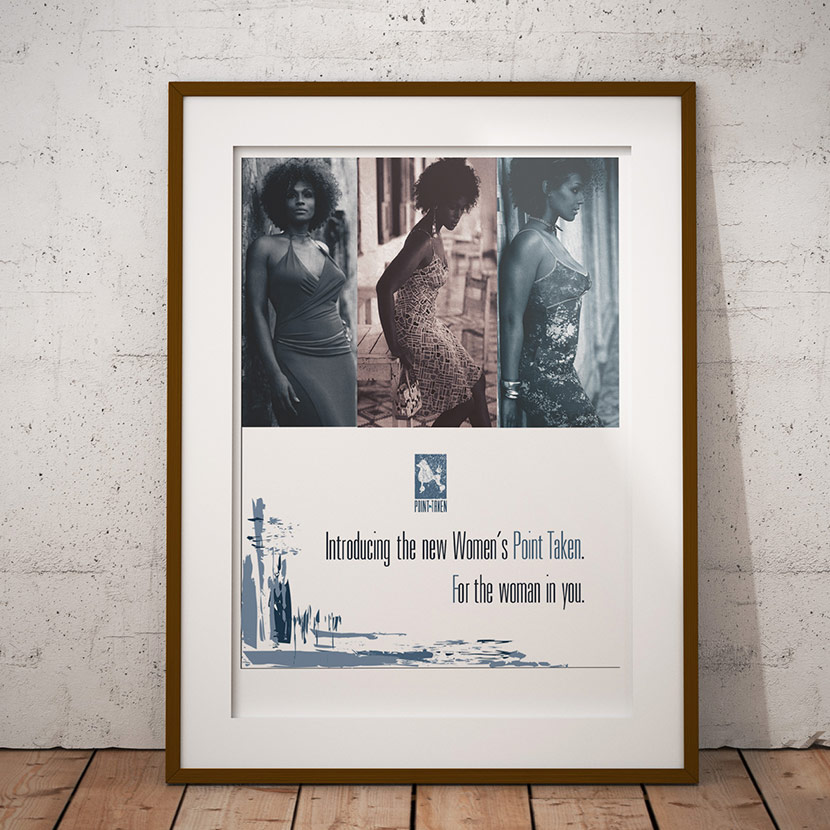 POINT-TAKEN
Introducing the new Women's Point Taken.
For the woman in you.